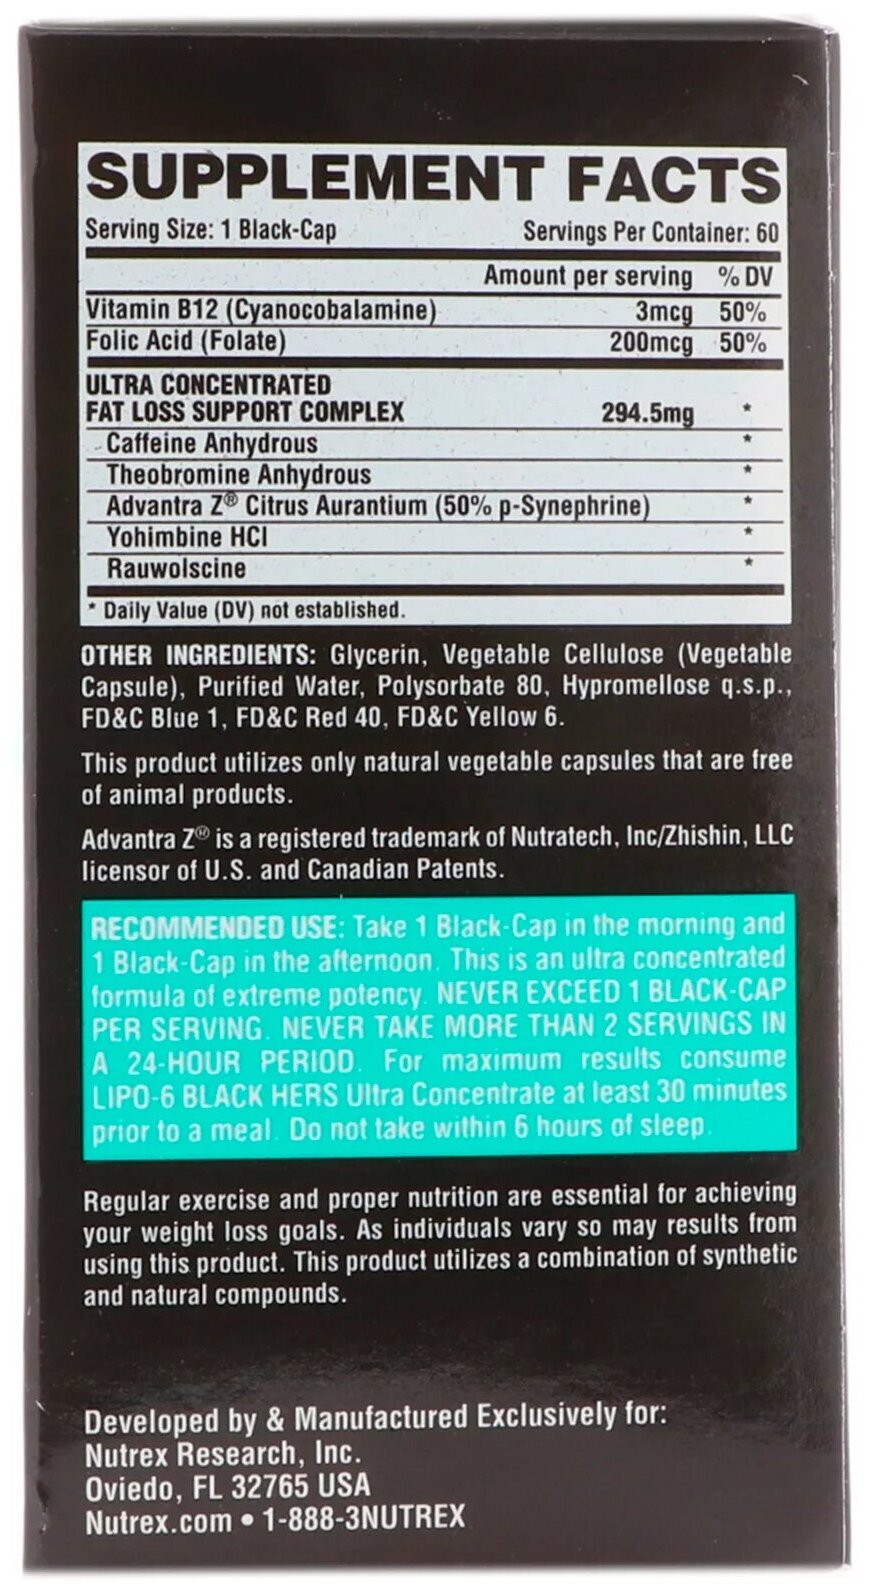 SUPPLEMENT FACTS
Serving Size: 1 Black-Cap Servings Per Container: 60
Amount per serving % DV
Vitamin B12 (Cyanocobalamine) 3mcg 50%
Folic Acid (Folate) 200mcg 50%
ULTRA CONCENTRATED
FAT LOSS SUPPORT COMPLEX 294.5mg *
Caffeine Anhydrous *
Theobromine Anhydrous *
Advantra Z® Citrus Aurantium (50% p-Synephrine) *
Yohimbine HCl *
Rauwolscine *
* Daily Value (DV) not established.
OTHER INGREDIENTS: Glycerin, Vegetable Cellulose (Vegetable
Capsule), Purified Water, Polysorbate 80, Hypromellose q.s.p.,
FD&C Blue 1, FD&C Red 40, FD&C Yellow 6.
This product utilizes only natural vegetable capsules that are free
of animal products.
Advantra Z® is a registered trademark of Nutratech, Inc/Zhishin, LLC
licensor of U.S. and Canadian Patents.
RECOMMENDED USE: Take 1 Black-Cap in the morning and
1 Black-Cap in the afternoon. This is an ultra concentrated
formula of extreme potency. NEVER EXCEED 1 BLACK-CAP
PER SERVING. NEVER TAKE MORE THAN 2 SERVINGS IN
A 24-HOUR PERIOD. For maximum results consume
LIPO-6 BLACK HERS Ultra Concentrate at least 30 minutes
prior to a meal. Do not take within 6 hours of sleep.
Regular exercise and proper nutrition are essential for achieving
your weight loss goals. As individuals vary so may results from
using this product. This product utilizes a combination of synthetic
and natural compounds.
Developed by & Manufactured Exclusively for:
Nutrex Research, Inc.
Oviedo, FL 32765 USA
Nutrex.com • 1-888-3NUTREX